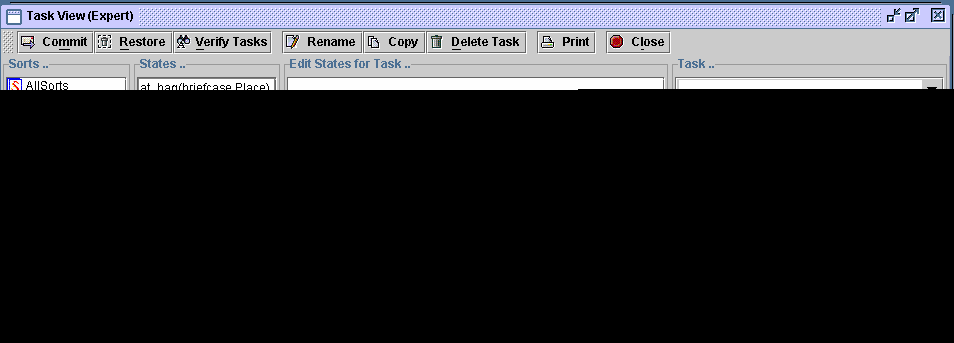 Task View (Expert)
Commit Restore Verify Tasks Rename Copy Delete Task Print Close
Sorts .. States .. Edit States for Task .. Task ..
AllSorts at_bag(briefcase,Place)